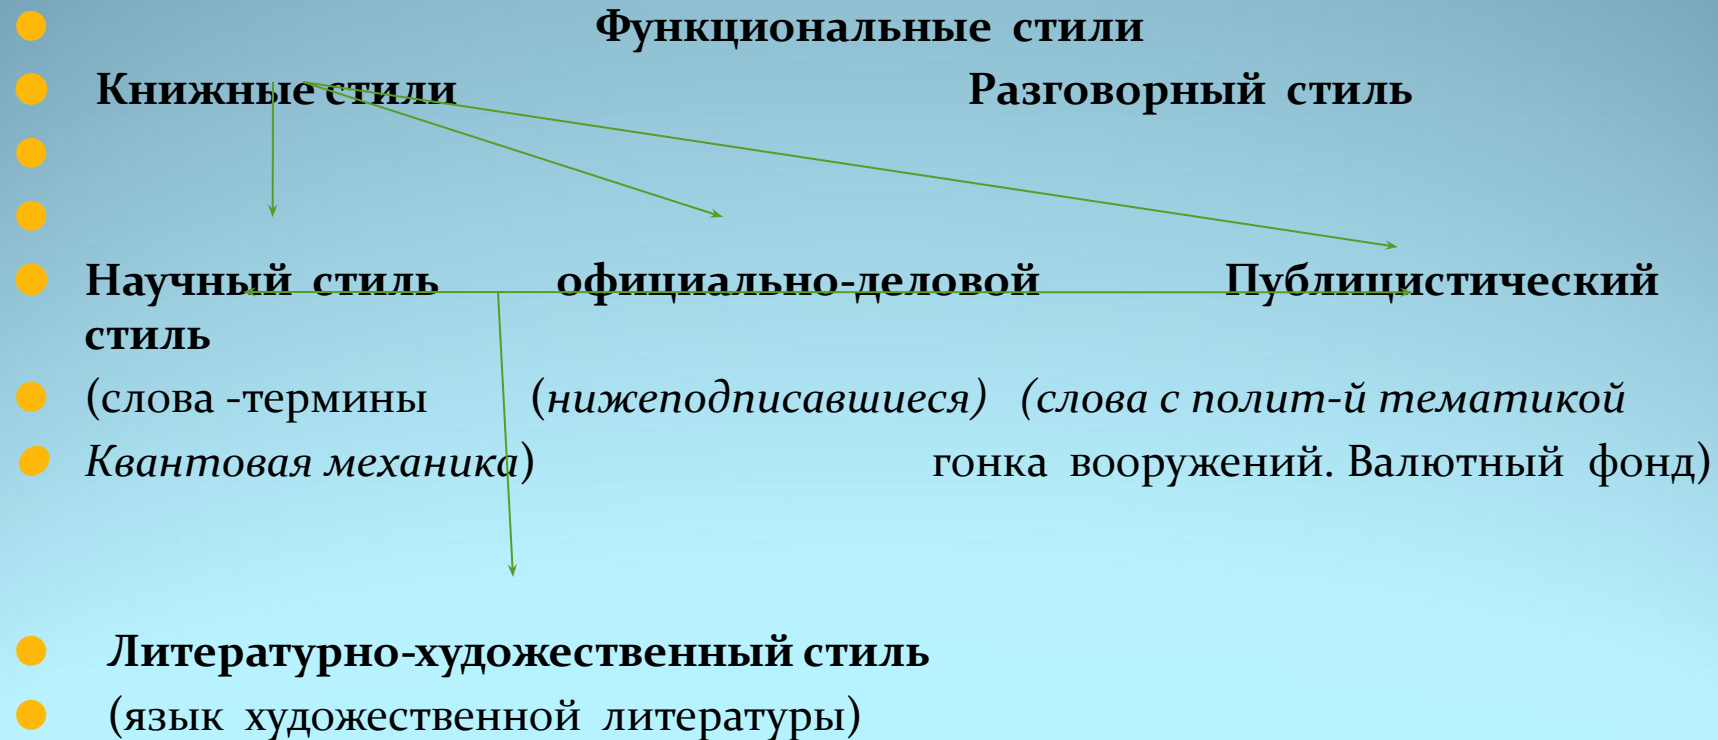 Функциональные стили
Книжные стили Разговорный стиль
Научный стиль официально-деловой Публицистический
стиль
(слова -термины (нижеподписавшиеся) (слова с полит-й тематикой
Квантовая механика) гонка вооружений. Валютный фонд)
Литературно-художественный стиль
(язык художественной литературы)